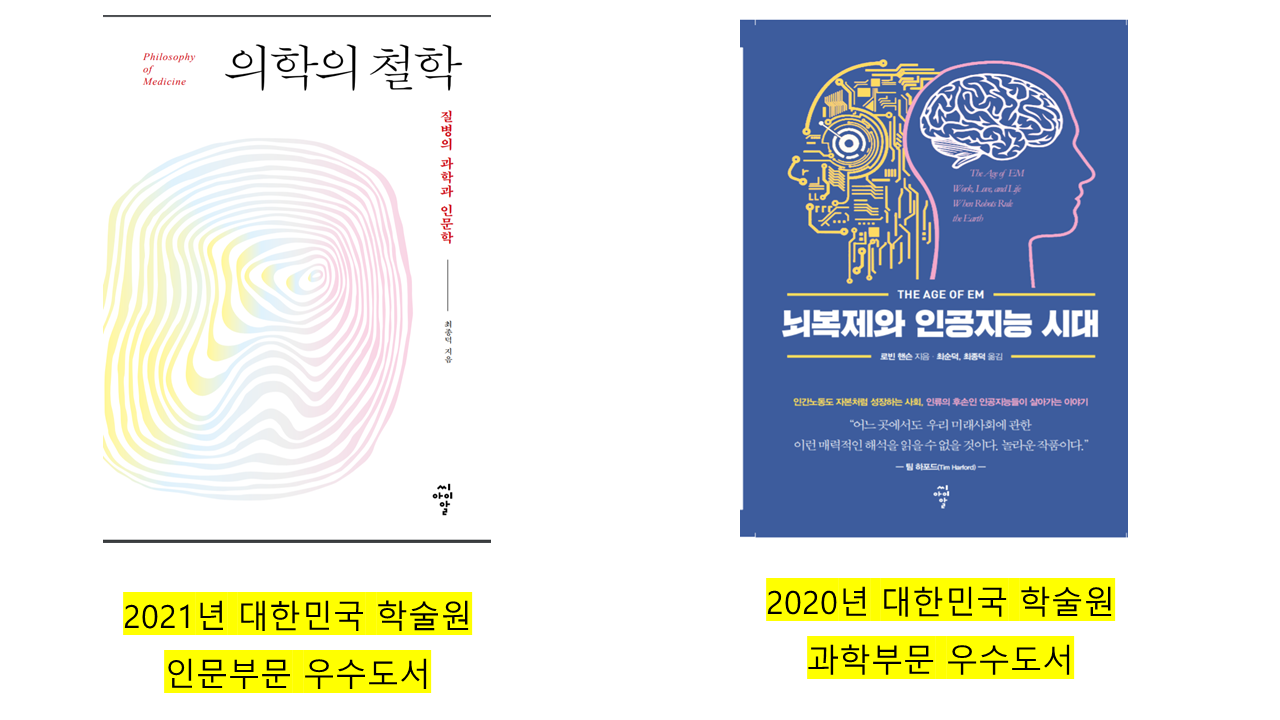 Philosophy
of
Medicine
의학의 철학
질병의 과학과 인문학
최종덕 지음
씨
아이
알
2021년 대한민국 학술원
인문부문 우수도서
The Age of EM
Work, Love, and Life
When Robots Rule
the Earth
THE AGE OF EM
뇌복제와 인공지능 시대
로빈 핸슨 지음 · 최순덕, 최종덕 옮김
인간노동도 자본처럼 성장하는 사회, 인류의 후손인 인공지능들이 살아가는 이야기
“어느 곳에서도 우리 미래사회에 관한
이런 매력적인 해석을 읽을 수 없을 것이다. 놀라운 작품이다.”
— 팀 하포드(Tim Harford) —
씨
아이
알
2020년 대한민국 학술원
과학부문 우수도서